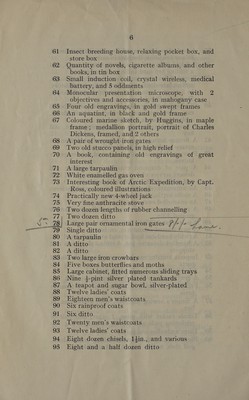 6
61 Insect breeding house, relaxing pocket box, and
store box
62 Quantity of novels, cigarette albums, and other
books, in tin box
63 Small induction coil, crystal wireless, medical
battery, and 5 oddments
64 Monocular presentation microscope, with 2
objectives and accessories, in mahogany case
65 Four old engravings, in gold swept frames
66 An aquatint, in black and gold frame
67 Coloured marine sketch, by Huggins, in maple
frame; medallion portrait, portrait of Charles
Dickens, framed, and 2 others
68 A pair of wrought iron gates
69 Two old stucco panels, in high relief
70 A book, containing old engravings of great
interest
71 A large tarpaulin
72 White enamelled gas oven
73 Interesting book of Arctic Expedition, by Capt.
Ross, coloured illustrations
74 Practically new 4-wheel jack
75 Very fine anthracite stove
76 Two dozen lengths of rubber channelling
77 Two dozen ditto
78 Large pair ornamental iron gates
79 Single ditto
80 A tarpaulin
81 A ditto
82 A ditto
83 Two large iron crowbars
84 Five boxes butterflies and moths
85 Large cabinet, fitted numerous sliding trays
86 Nine ½-pint silver plated tankards
87 A teapot and sugar bowl, silver-plated
88 Twelve ladies' coats
89 Eighteen men's waistcoats
90 Six rainproof coats
91 Six ditto
92 Twenty men's waistcoats
93 Twelve ladies' coats
94 Eight dozen chisels, 1½in., and various
95 Eight and a half dozen ditto